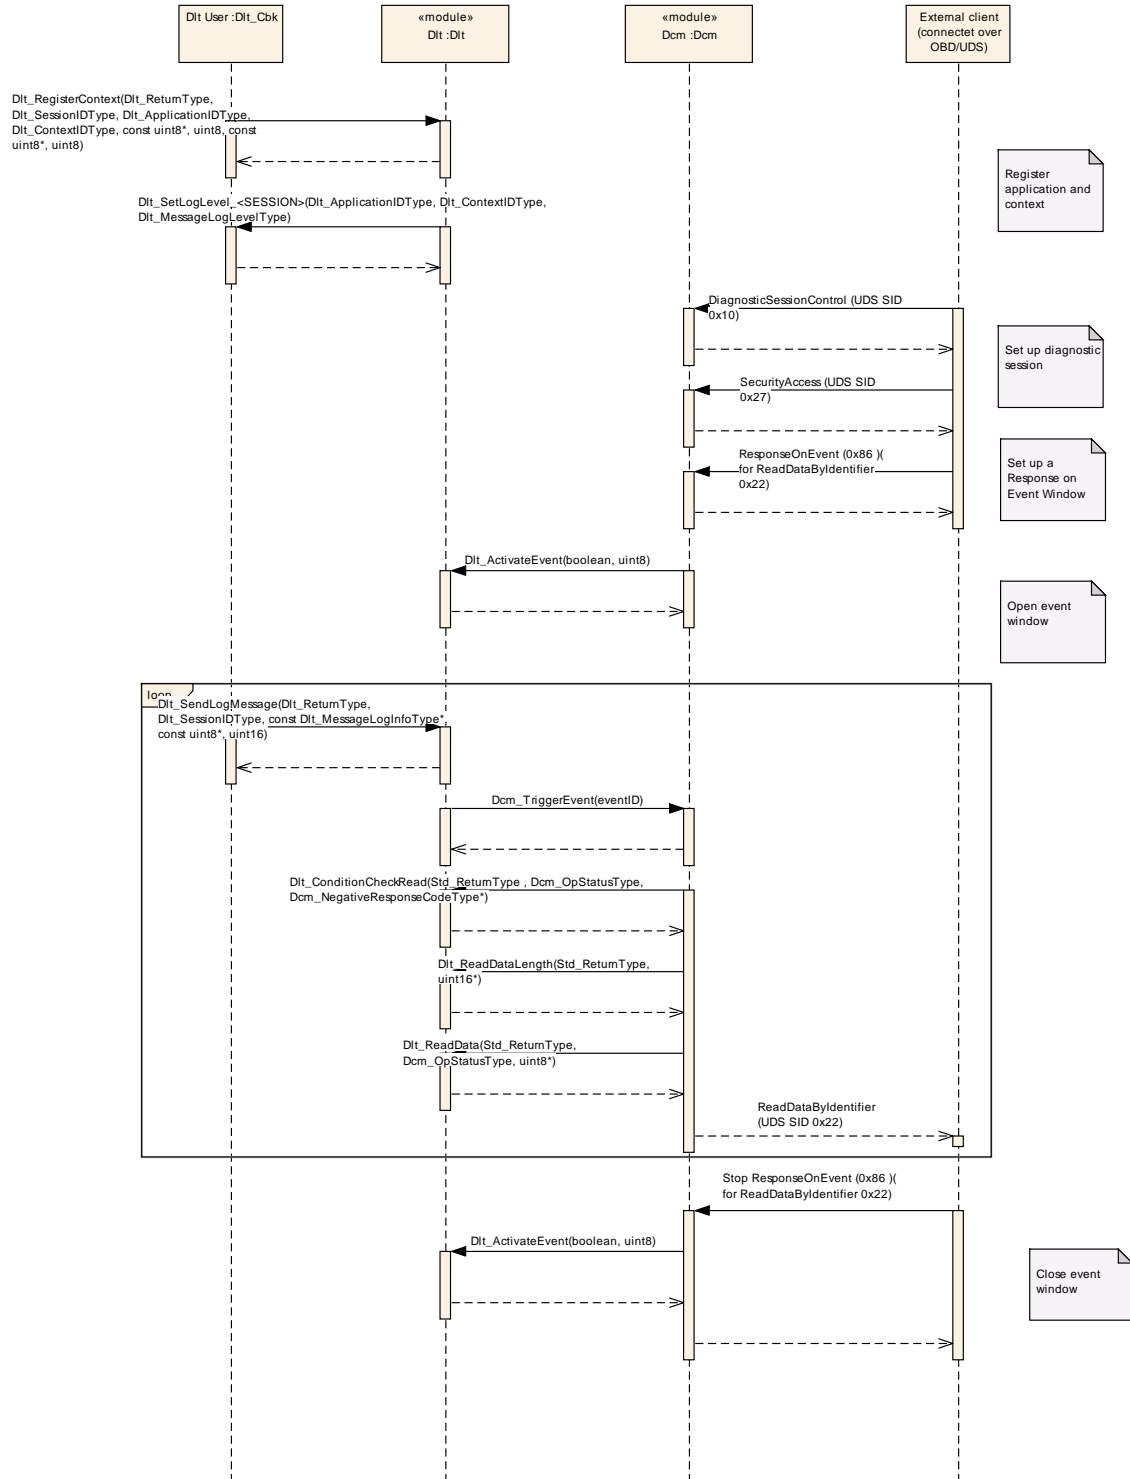 Dlt User :Dlt_Cbk
«module»
Dlt :Dlt
«module»
Dcm :Dcm
External client
(connectet over
OBD/UDS)
Dlt_RegisterContext(Dlt_ReturnType,
Dlt_SessionIDType, Dlt_ApplicationIDType,
Dlt_ContextIDType, const uint8*, uint8, const
uint8*, uint8)
Register
application and
context
Dlt_SetLogLevel_<SESSION>(Dlt_ApplicationIDType, Dlt_ContextIDType,
Dlt_MessageLogLevelType)
DiagnosticSessionControl (UDS SID
0x10)
Set up diagnostic
session
SecurityAccess (UDS SID
0x27)
ResponseOnEvent (0x86 )(
for ReadDataByIdentifier
0x22)
Set up a
Response on
Event Window
Dlt_ActivateEvent(boolean, uint8)
Open event
window
loop
Dlt_SendLogMessage(Dlt_ReturnType,
Dlt_SessionIDType, const Dlt_MessageLogInfoType*,
const uint8*, uint16)
Dcm_TriggerEvent(eventID)
Dlt_ConditionCheckRead(Std_ReturnType , Dcm_OpStatusType,
Dcm_NegativeResponseCodeType*)
Dlt_ReadDataLength(Std_ReturnType,
uint16*)
Dlt_ReadData(Std_ReturnType,
Dcm_OpStatusType, uint8*)
ReadDataByIdentifier
(UDS SID 0x22)
Stop ResponseOnEvent (0x86 )(
for ReadDataByIdentifier 0x22)
Dlt_ActivateEvent(boolean, uint8)
Close event
window